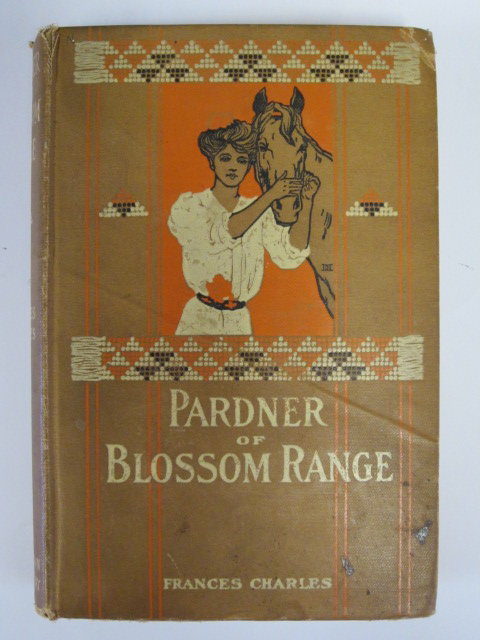 PARDNER
OF
BLOSSOM RANGE
FRANCES CHARLES